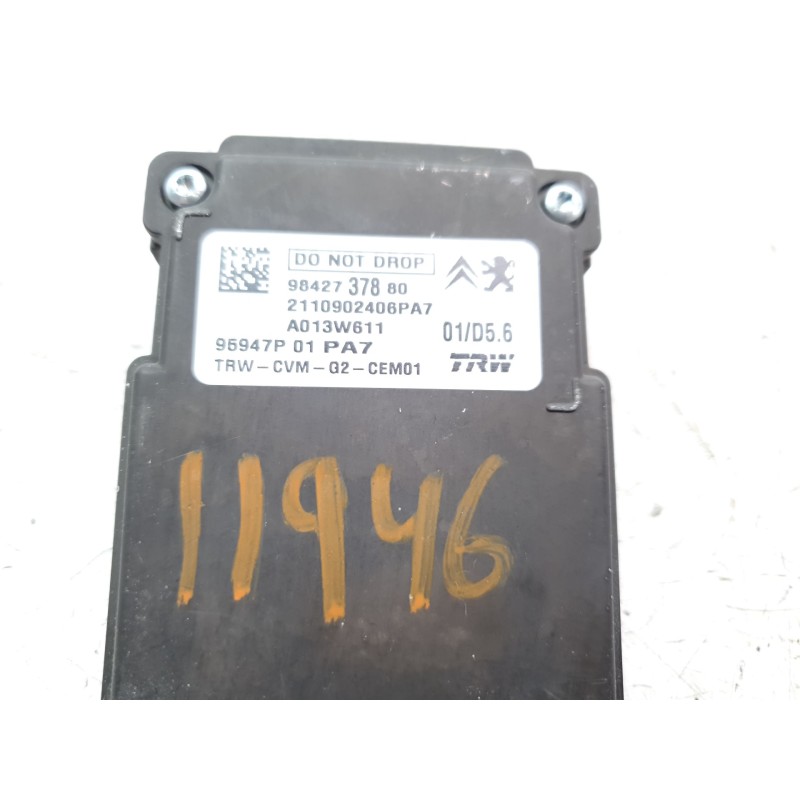 DO NOT DROP
98427 378 80
2110902406PA7
A013W611
01/D5.6
95947P 01 PA7
TRW-CVM-G2-CEM01
TRW
11946